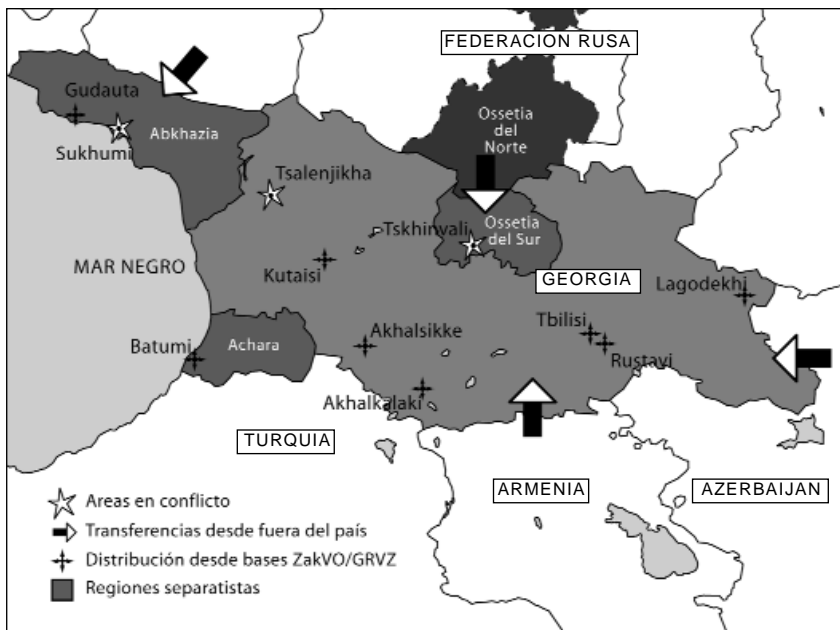 FEDERACION RUSA
Gudauta
Abkhazia
Sukhumi
Ossetia
del
Norte
Tsalenjikha
Tskhinvali
Ossetia
del Sur
MAR NEGRO
Kutaisi
GEORGIA
Lagodekhi
Batumi
Achara
Akhalsikke
Tbilisi
Rustavi
Akhalkalaki
TURQUIA
ARMENIA
AZERBAIJAN
Areas en conflicto
Transferencias desde fuera del país
Distribución desde bases ZakVO/GRVZ
Regiones separatistas